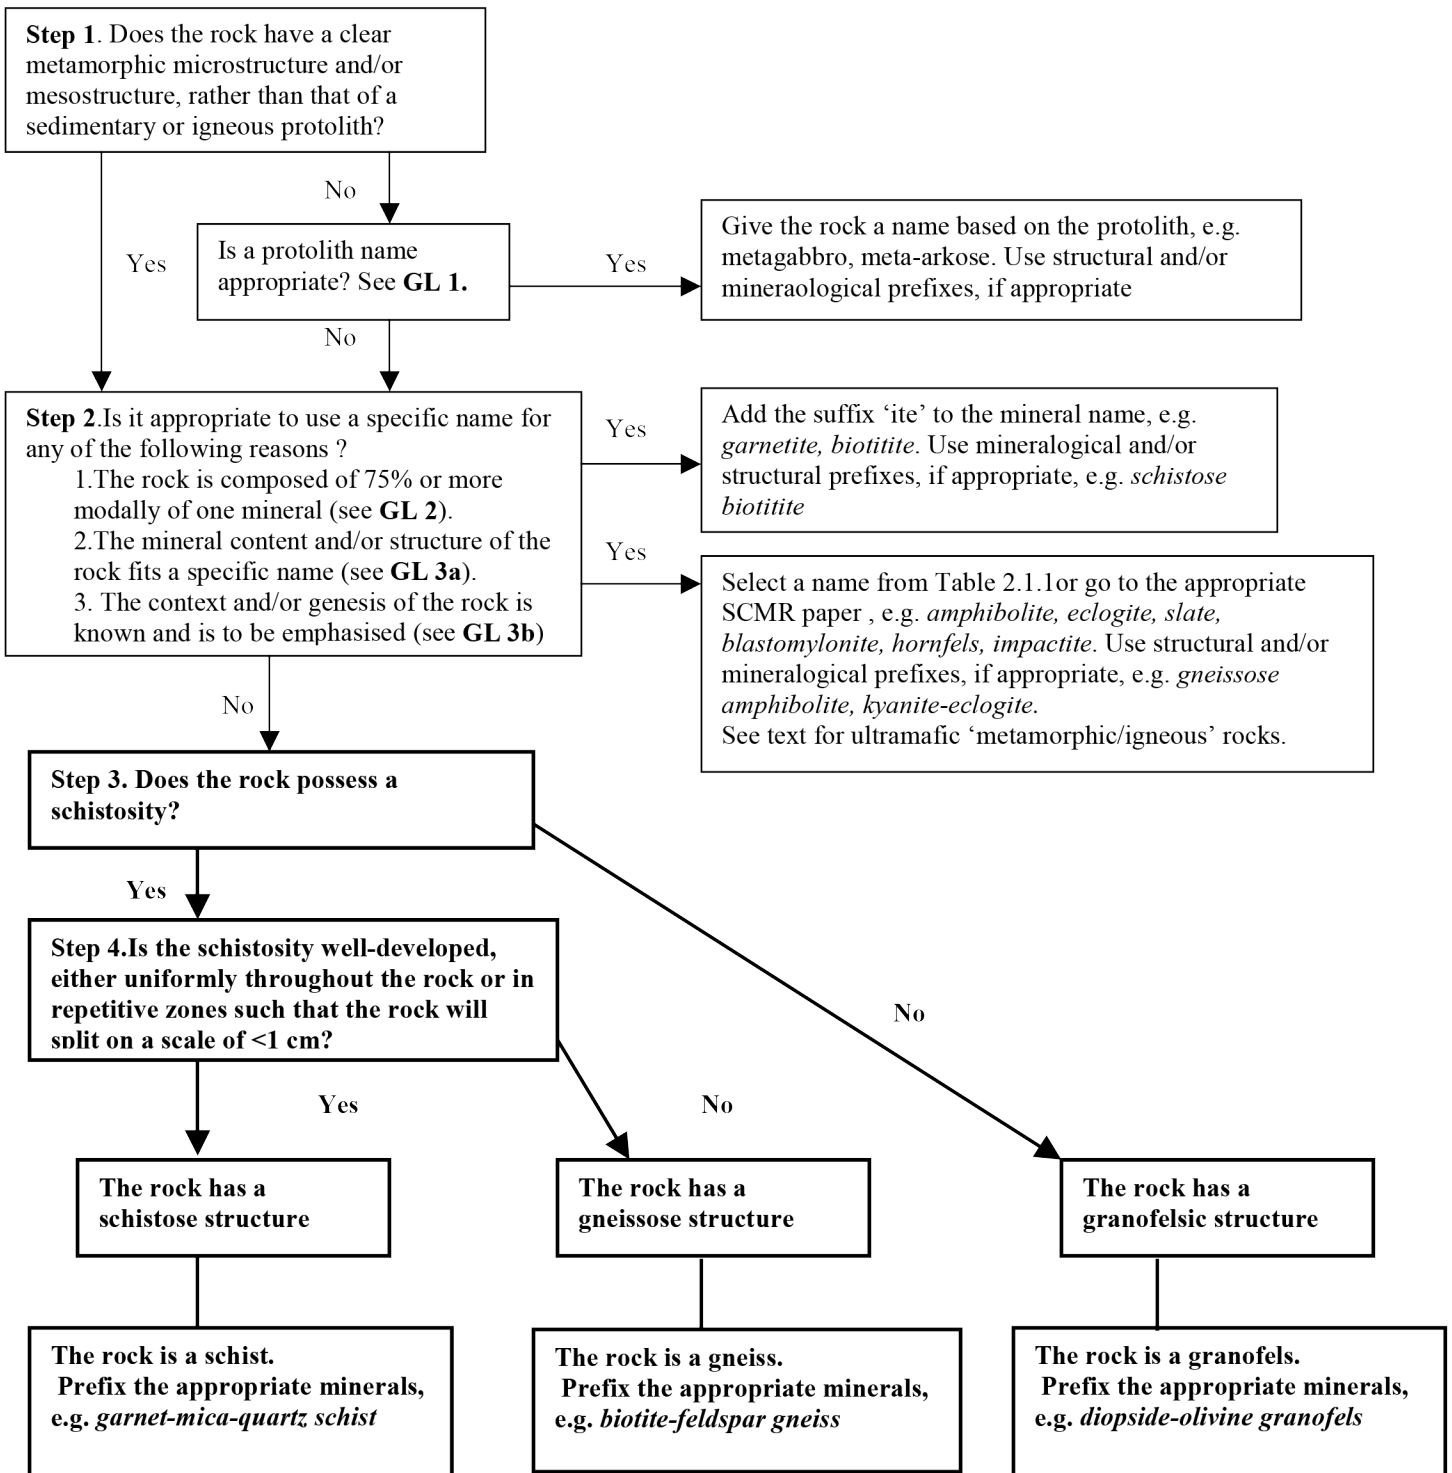 Step 1. Does the rock have a clear
metamorphic microstructure and/or
mesostructure, rather than that of a
sedimentary or igneous protolith?
No
Yes
Is a protolith name
appropriate? See GL 1.
Yes
Give the rock a name based on the protolith, e.g.
metagabbro, meta-arkose. Use structural and/or
mineraological prefixes, if appropriate
No
Step 2.Is it appropriate to use a specific name for
any of the following reasons ?
1.The rock is composed of 75% or more
modally of one mineral (see GL 2).
2.The mineral content and/or structure of the
rock fits a specific name (see GL 3a).
3. The context and/or genesis of the rock is
known and is to be emphasised (see GL 3b)
Yes
Add the suffix ‘ite’ to the mineral name, e.g.
garnetite, biotitite. Use mineralogical and/or
structural prefixes, if appropriate, e.g. schistose
biotitite
Yes
Select a name from Table 2.1.1or go to the appropriate
SCMR paper , e.g. amphibolite, eclogite, slate,
blastomylonite, hornfels, impactite. Use structural and/or
mineralogical prefixes, if appropriate, e.g. gneissose
amphibolite, kyanite-eclogite.
See text for ultramafic ‘metamorphic/igneous’ rocks.
No
Step 3. Does the rock possess a
schistosity?
Yes
Step 4.Is the schistosity well-developed,
either uniformly throughout the rock or in
repetitive zones such that the rock will
split on a scale of <1 cm?
No
Yes
No
The rock has a
schistose structure
The rock has a
gneissose structure
The rock has a
granofelsic structure
The rock is a schist.
Prefix the appropriate minerals,
e.g. garnet-mica-quartz schist
The rock is a gneiss.
Prefix the appropriate minerals,
e.g. biotite-feldspar gneiss
The rock is a granofels.
Prefix the appropriate minerals,
e.g. diopside-olivine granofels